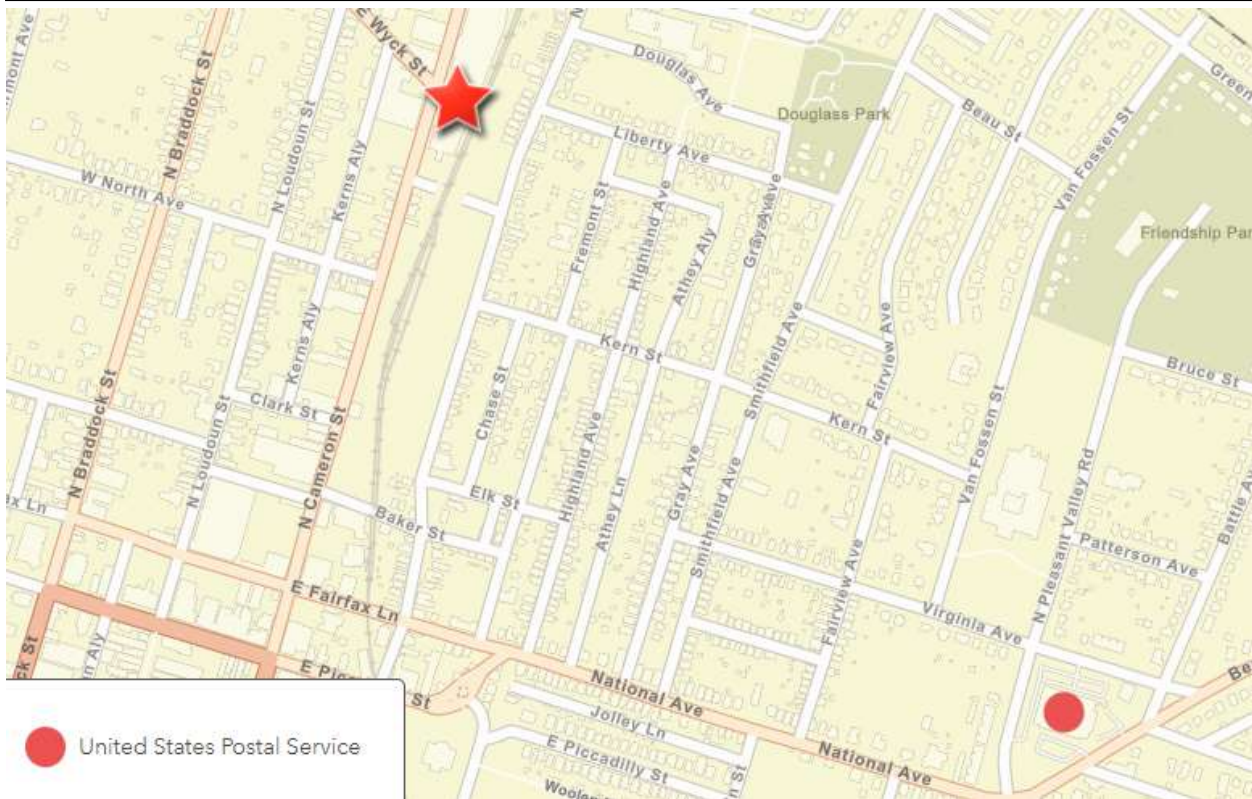 E Wyck St
N Braddock St
N Loudoun St
Kerns Aly
W North Ave
Douglas Ave
Douglass Park
Liberty Ave
Beau St
Green
Van Fossen St
Friendship Par
Fremont St
Highland Ave
Athey Aly
Gray Ave
Kern St
Smithfield Ave
Fairview Ave
Bruce St
Kerns Aly
Clark St
Chase St
N Braddock St
N Loudoun St
N Cameron St
Baker St
Elk St
Highland Ave
Athey Ln
Gray Ave
Smithfield Ave
Kern St
Van Fossen St
N Pleasant Valley Rd
Battle Av
Patterson Ave
Fairview Ave
Virginia Ave
E Fairfax Ln
National Ave
Jolley Ln
E Piccadilly St
National Ave
Be
United States Postal Service